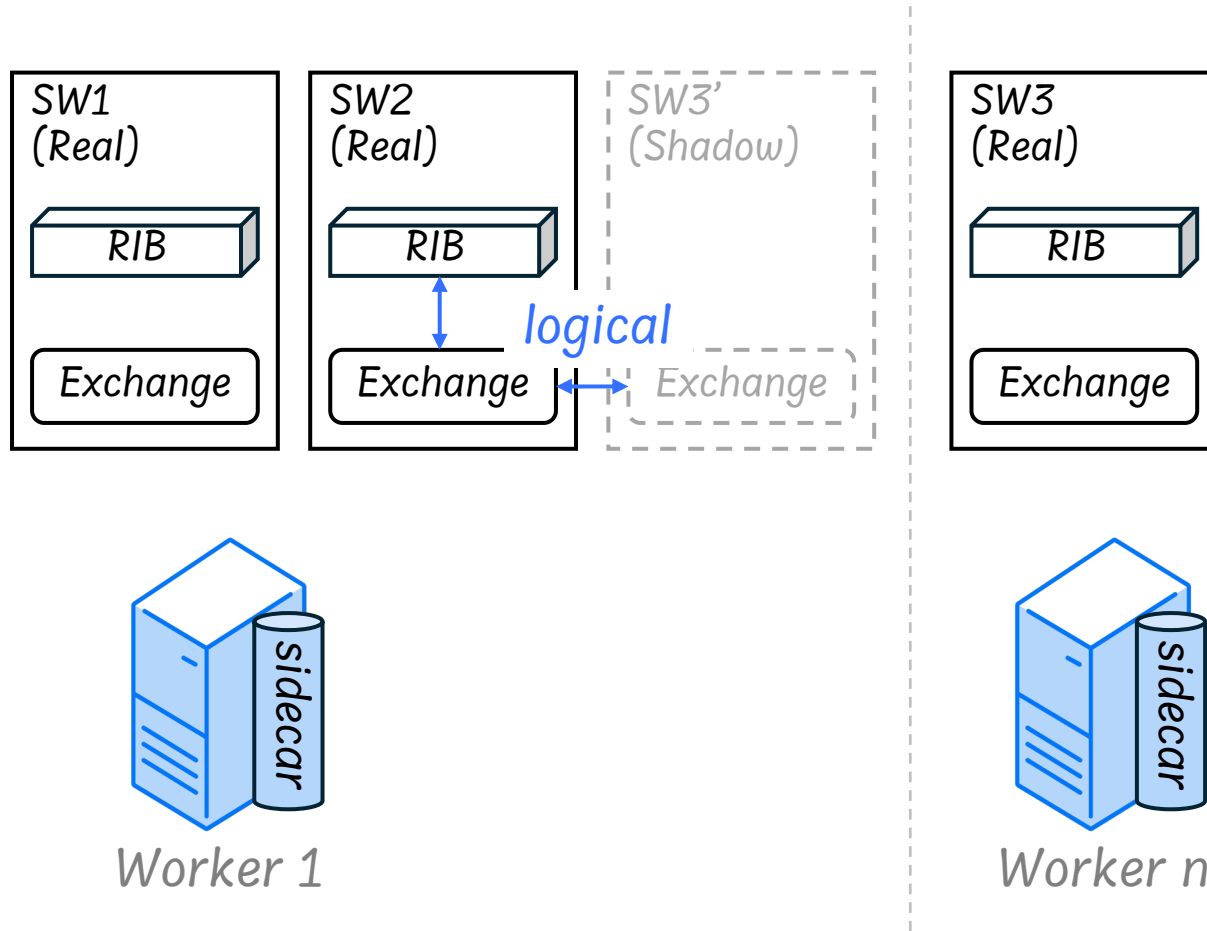 SW1
(Real)
SW2
(Real)
SW3’
(Shadow)
SW3
(Real)
RIB
RIB
RIB
logical
Exchange
Exchange
Exchange
Exchange
sidecar
sidecar
Worker 1
Worker n